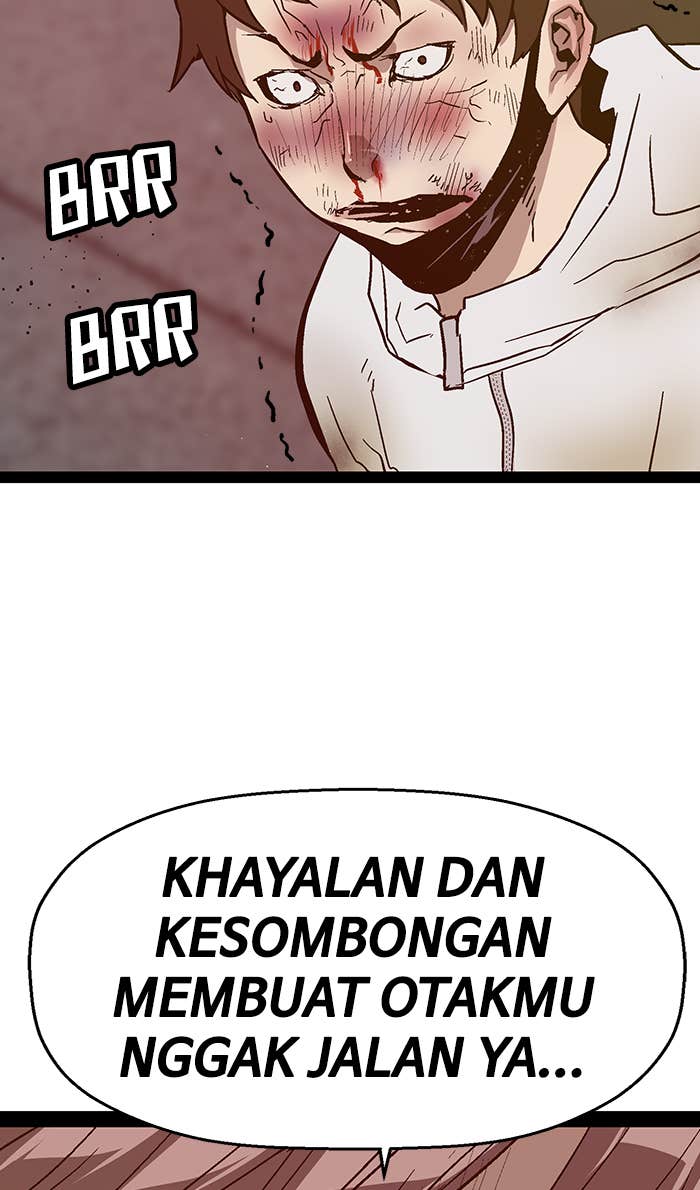 BRR
BRR
KHAYALAN DAN
KESOMBONGAN
MEMBUAT OTAKMU
NGGAK JALAN YA...